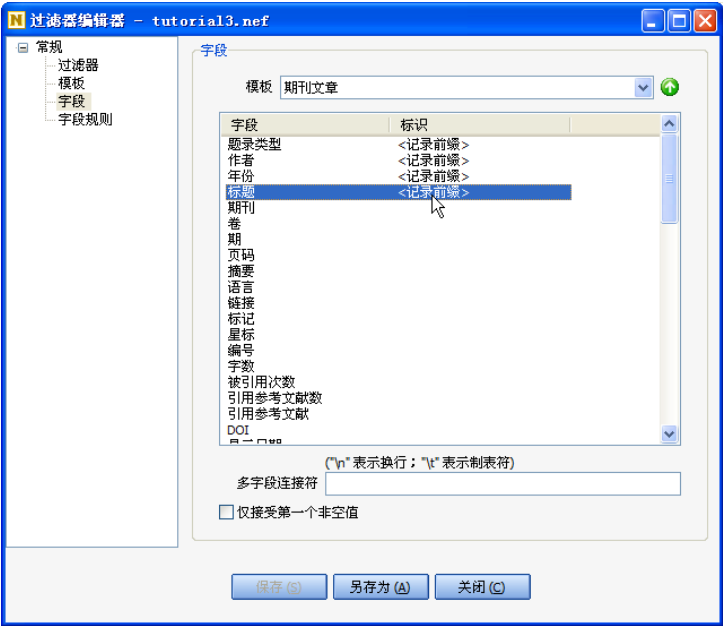 过滤器编辑器 - tutorial3.nef
常规
过滤器
模板
字段
字段规则
字段
模板 期刊文章
字段 标识
题录类型 <记录前缀>
作者 <记录前缀>
年份 <记录前缀>
标题 <记录前缀>
期刊
卷
期
页码
摘要
语言
链接
标记
星标
编号
字数
被引用次数
引用参考文献数
引用参考文献
DOI
("\n" 表示换行；"\t" 表示制表符)
多字段连接符
仅接受第一个非空值
保存(S) 另存为(A) 关闭(C)